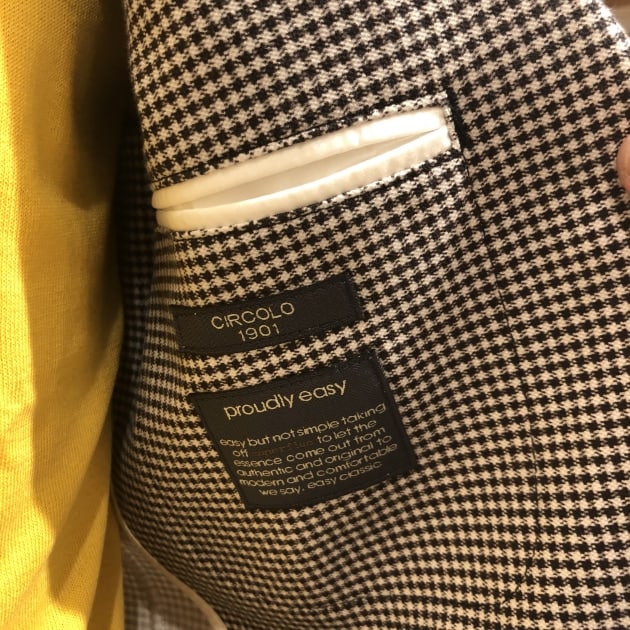 CIRCOLO
1901
proudly easy
easy but not simple taking
off to let the
essence come out from
authentic and original to
modern and comfortable
we say, easy classic